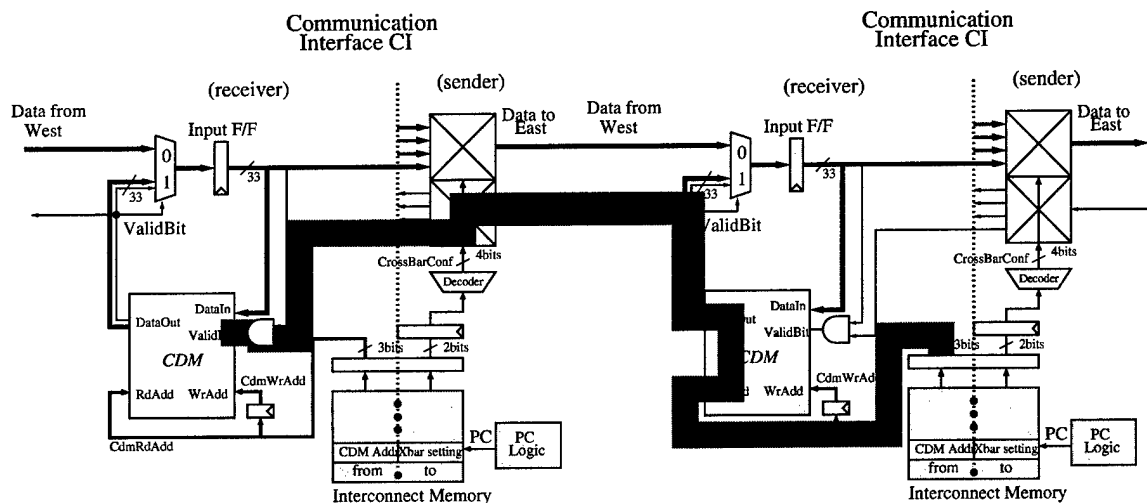 Communication
Interface CI
Communication
Interface CI
(receiver)
(sender)
(receiver)
(sender)
Data from
West
Input F/F
Data to
East
Data from
West
Input F/F
Data to
East
0
1
33
33
ValidBit
0
1
33
33
ValidBit
CrossBarConf
4bits
Decoder
CrossBarConf
4bits
Decoder
DataIn
DataOut
CDM
RdAdd
WrAdd
CdmWrAdd
CdmRdAdd
3bits
2bits
DataIn
ValidBit
CDM
WrAdd
CdmWrAdd
3bits
2bits
CDM Add
Xbar setting
from
to
PC
PC
Logic
Interconnect Memory
CDM Add
Xbar setting
from
to
PC
PC
Logic
Interconnect Memory